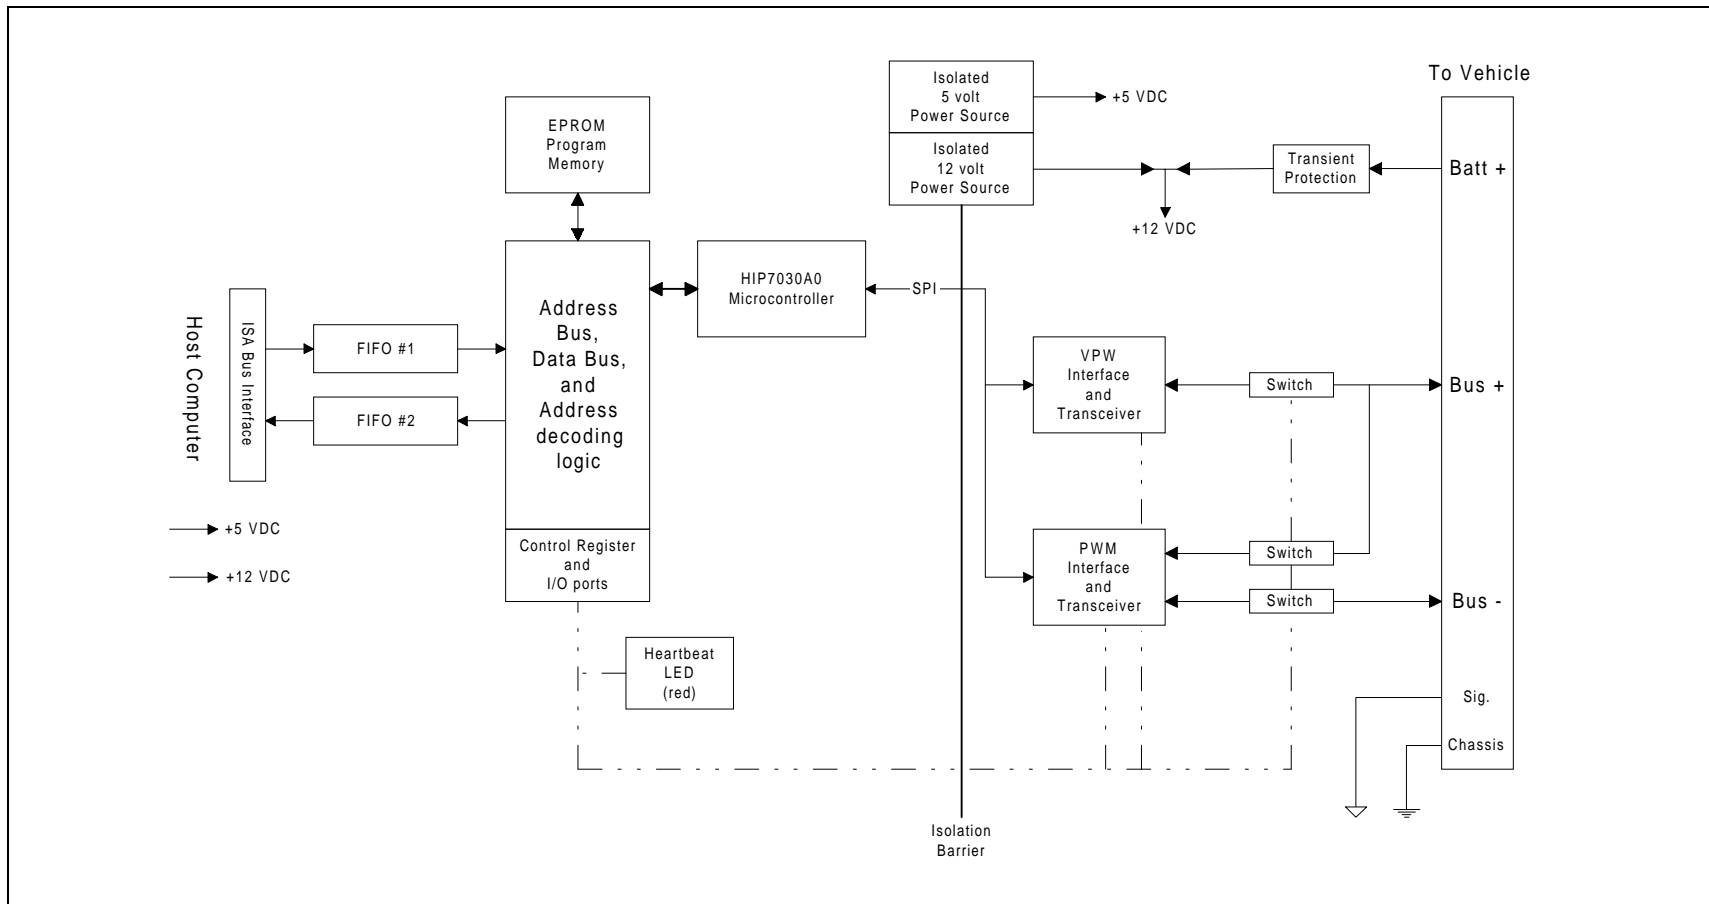 Isolated
5 volt
Power Source
+5 VDC
To Vehicle
EPROM
Program
Memory
Isolated
12 volt
Power Source
+12 VDC
Transient
Protection
Batt +
Host Computer
ISA Bus Interface
FIFO #1
FIFO #2
Address
Bus,
Data Bus,
and
Address
decoding
logic
HIP7030A0
Microcontroller
SPI
VPW
Interface
and
Transceiver
Switch
Bus +
+5 VDC
+12 VDC
Control Register
and
I/O ports
PWM
Interface
and
Transceiver
Switch
Switch
Bus -
Heartbeat
LED
(red)
Sig.
Chassis
Isolation
Barrier